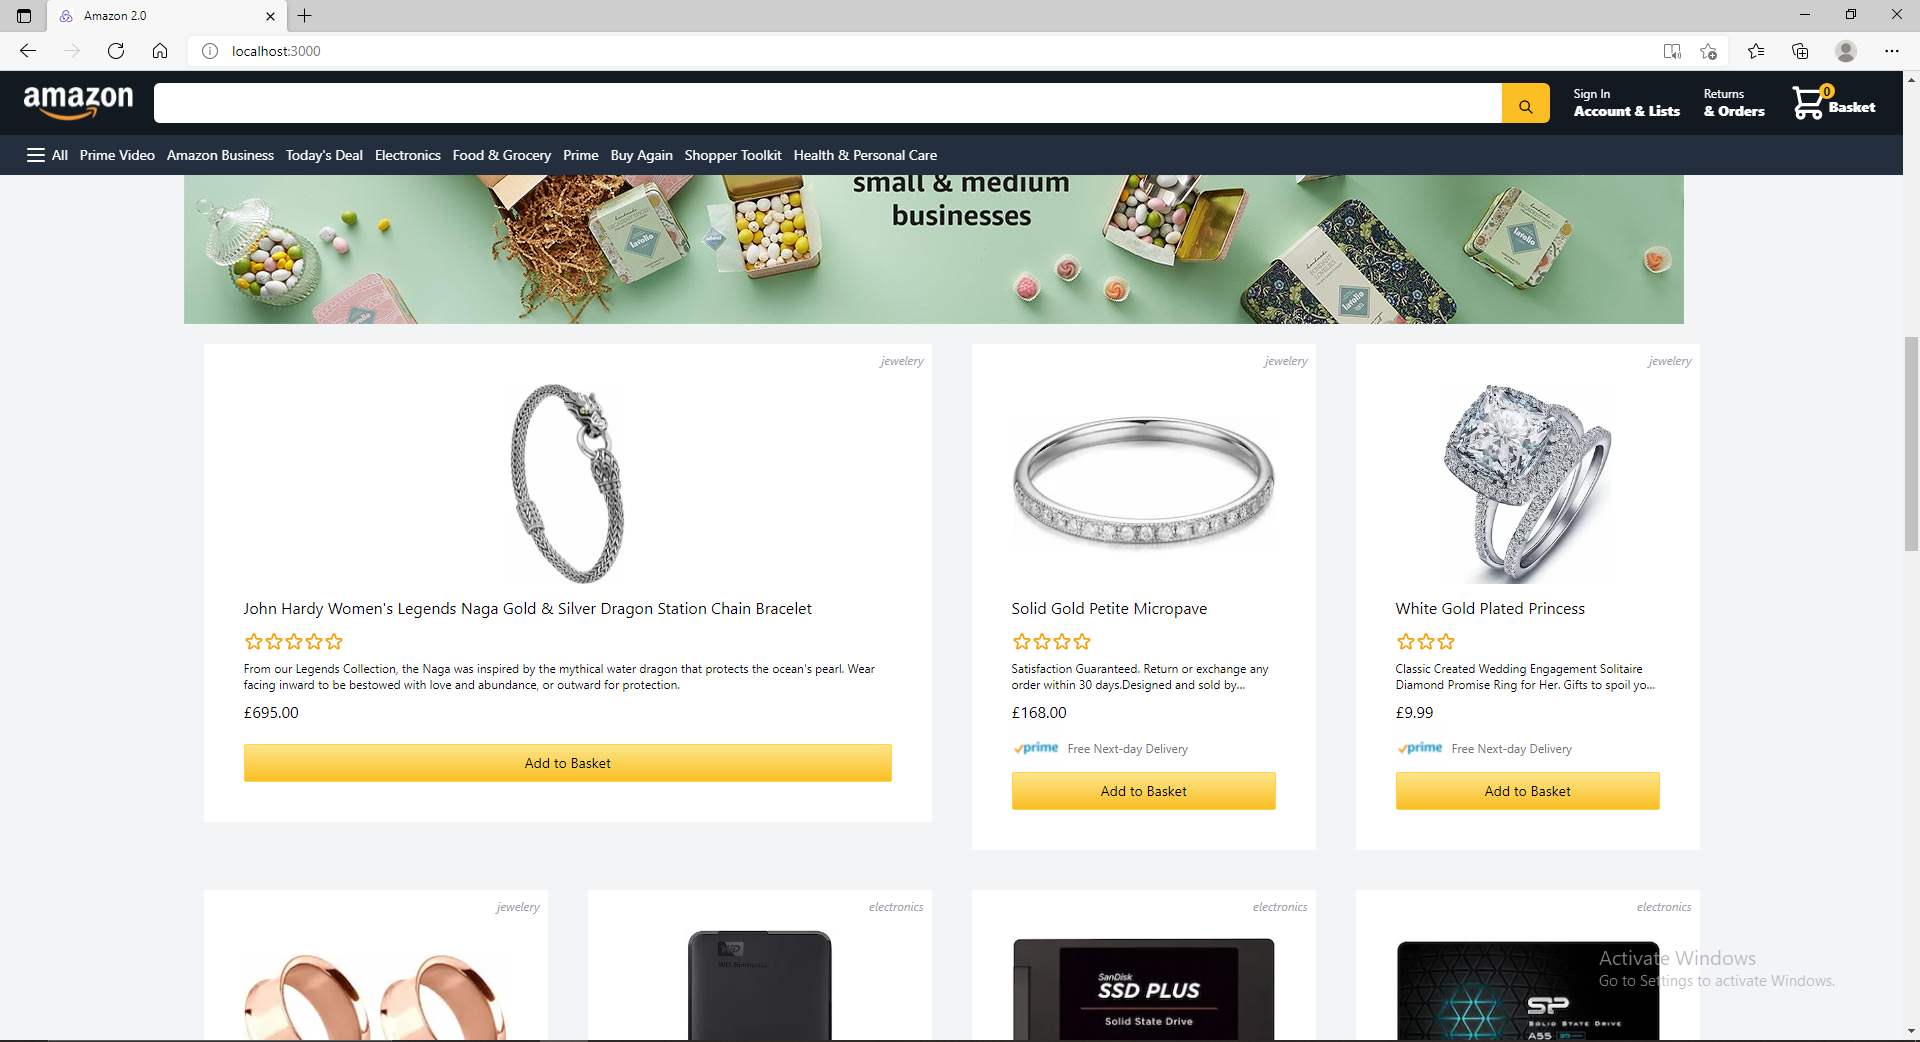 Amazon 2.0
localhost:3000
amazon
Sign In
Account & Lists
Returns
& Orders
0
Basket
All Prime Video Amazon Business Today's Deal Electronics Food & Grocery Prime Buy Again Shopper Toolkit Health & Personal Care
small & medium
businesses
lavolio
lavolio
lavolio
lavolio
jewelery
John Hardy Women's Legends Naga Gold & Silver Dragon Station Chain Bracelet
From our Legends Collection, the Naga was inspired by the mythical water dragon that protects the ocean's pearl. Wear
facing inward to be bestowed with love and abundance, or outward for protection.
£695.00
Add to Basket
jewelery
Solid Gold Petite Micropave
Satisfaction Guaranteed. Return or exchange any
order within 30 days.Designed and sold by...
£168.00
prime Free Next-day Delivery
Add to Basket
jewelery
White Gold Plated Princess
Classic Created Wedding Engagement Solitaire
Diamond Promise Ring for Her. Gifts to spoil yo...
£9.99
prime Free Next-day Delivery
Add to Basket
jewelery
electronics
WD
WD Elements
electronics
SanDisk
SSD PLUS
Solid State Drive
electronics
SP
SOLID STATE DRIVE
A55
Activate Windows
Go to Settings to activate Windows.